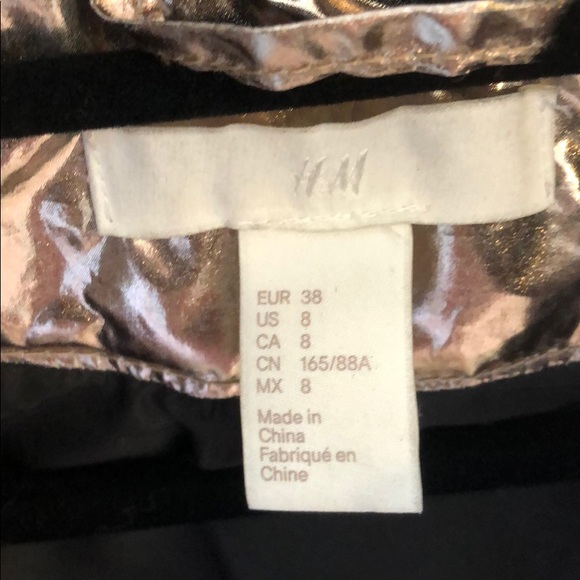 H&M
EUR 38
US 8
CA 8
CN 165/88A
MX 8
Made in
China
Fabriqué en
Chine